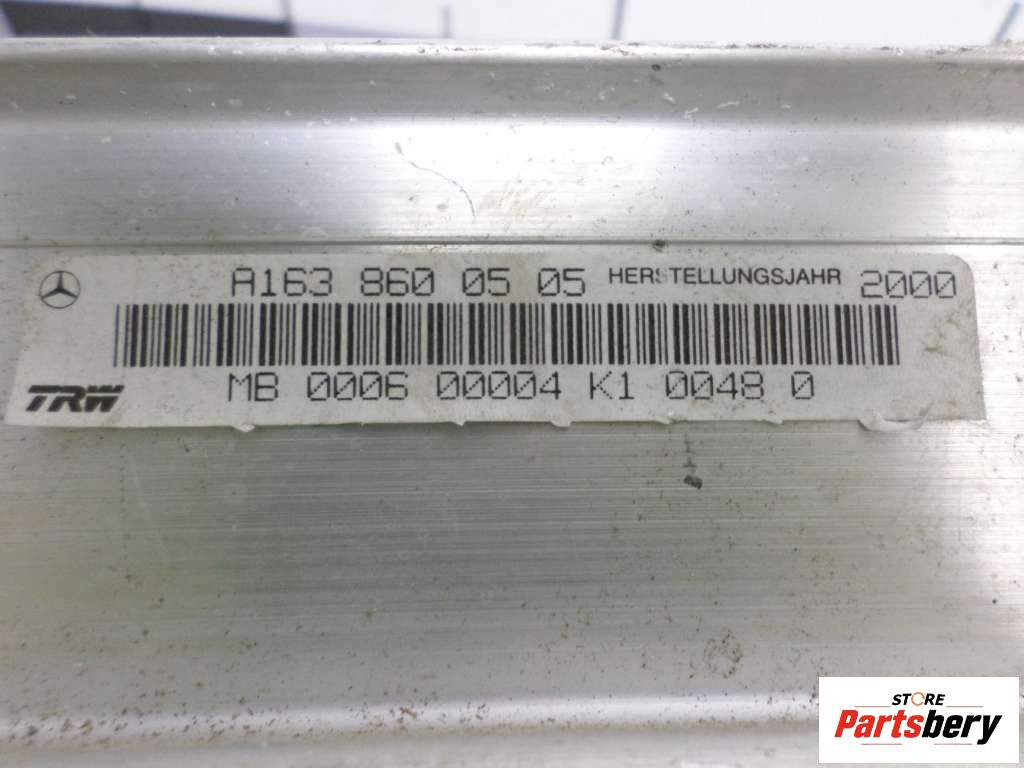 A163 860 05 05 HERSTELLUNGSJAHR 2000
TRW
MB 0006 00004 K1 0048 0
STORE
Partsbery